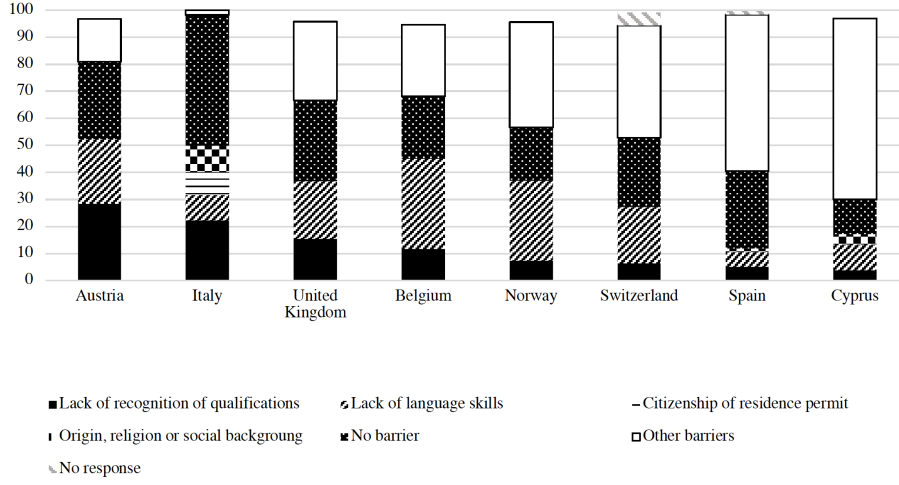 100
90
80
70
60
50
40
30
20
10
0
Austria Italy United Kingdom Belgium Norway Switzerland Spain Cyprus
Lack of recognition of qualifications Lack of language skills Citizenship of residence permit
Origin, religion or social backgroung No barrier Other barriers
No response